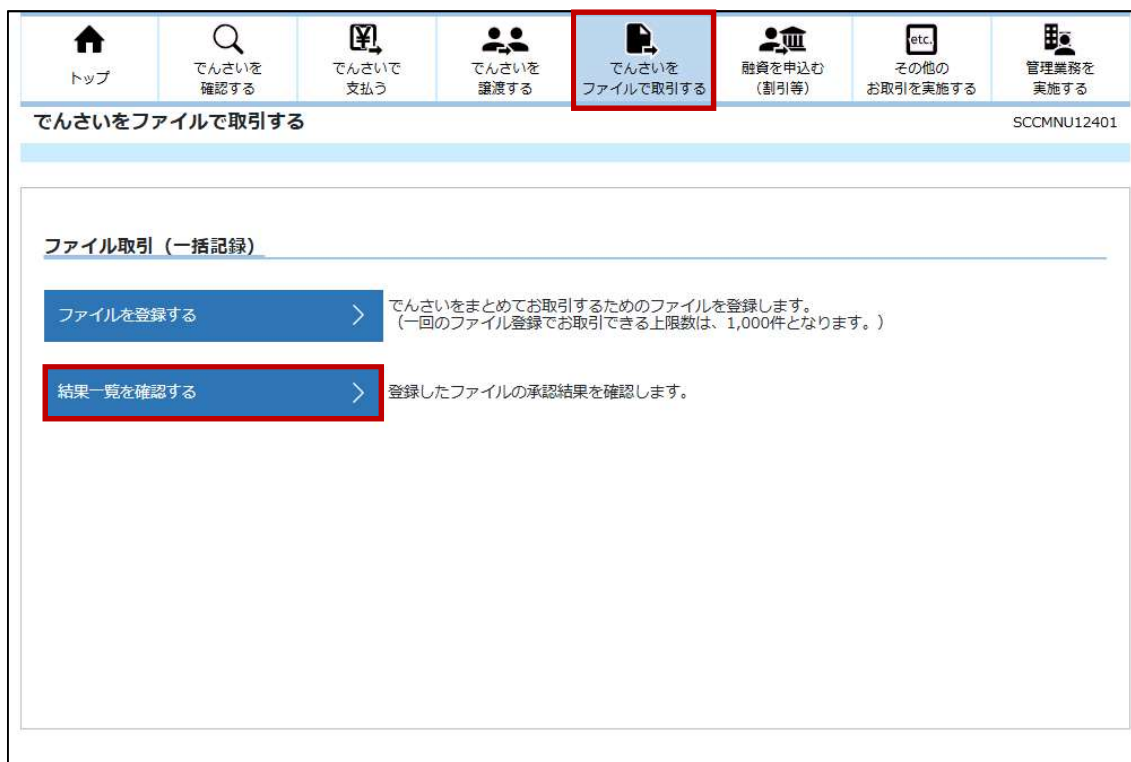 トップ
でんさいを
確認する
でんさいで
支払う
でんさいを
譲渡する
でんさいを
ファイルで取引する
融資を申込む
(割引等)
etc.
その他の
お取引を実施する
管理業務を
実施する
でんさいをファイルで取引する
SCCMNU12401
ファイル取引（一括記録）
ファイルを登録する
でんさいをまとめてお取引するためのファイルを登録します。
（一回のファイル登録でお取引できる上限数は、1,000件となります。）
結果一覧を確認する
登録したファイルの承認結果を確認します。